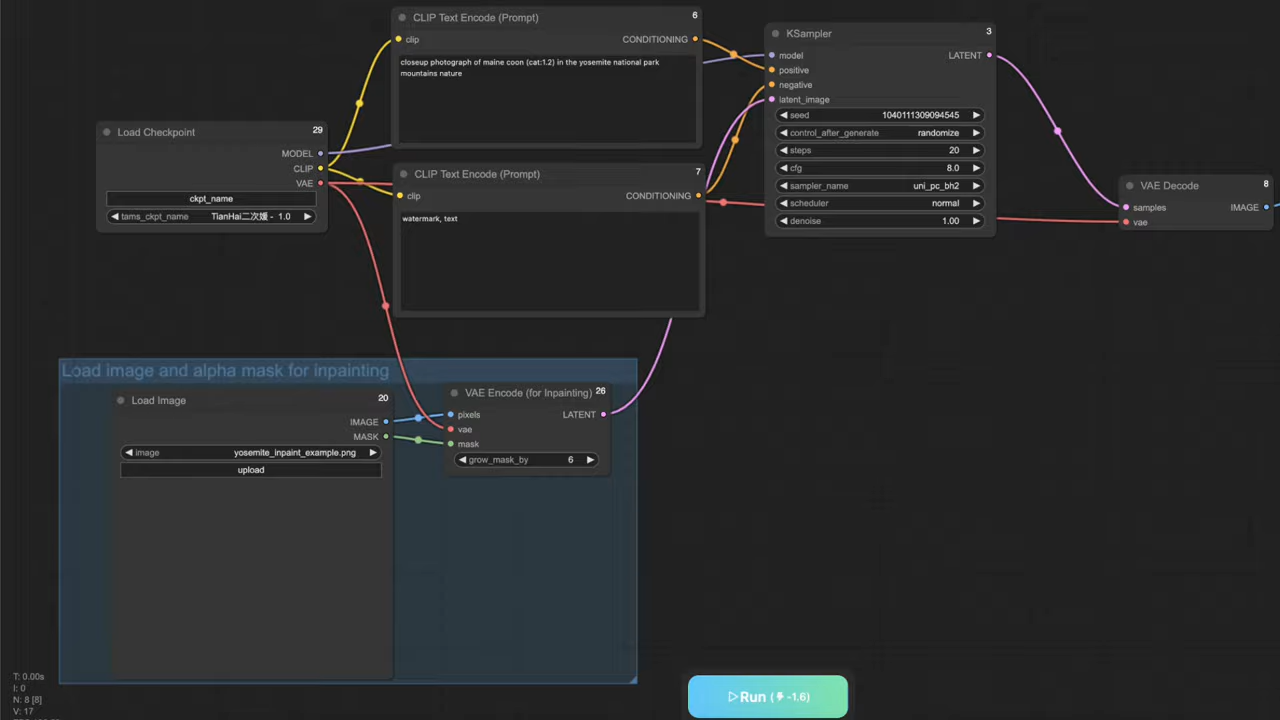 CLIP Text Encode (Prompt) 6
clip CONDITIONING
closeup photograph of maine coon (cat:1.2) in the yosemite national park
mountains nature
KSampler 3
model LATENT
positive
negative
latent_image
seed 1040111309094545
control_after_generate randomize
steps 20
cfg 8.0
sampler_name uni_pc_bh2
scheduler normal
denoise 1.00
Load Checkpoint 29
MODEL
CLIP
VAE
ckpt_name
tams_ckpt_name TianHai二次媛 - 1.0
CLIP Text Encode (Prompt) 7
clip CONDITIONING
watermark, text
VAE Decode 8
samples IMAGE
vae
Load image and alpha mask for inpainting
Load Image 20
IMAGE
MASK
image yosemite_inpaint_example.png
upload
VAE Encode (for Inpainting) 26
pixels LATENT
vae
mask
grow_mask_by 6
T: 0.00s
I: 0
N: 8 [8]
V: 17
Run ( -1.6)